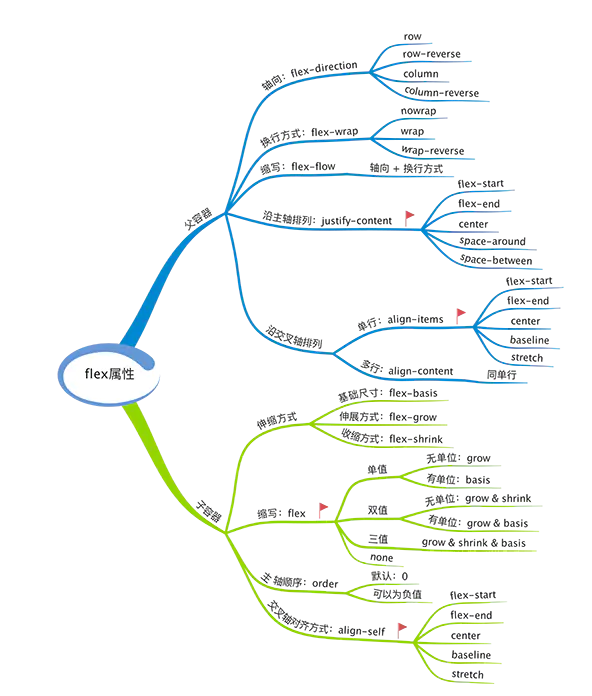 flex属性
父容器
轴向：flex-direction
row
row-reverse
column
column-reverse
换行方式：flex-wrap
nowrap
wrap
wrap-reverse
缩写：flex-flow
轴向 + 换行方式
沿主轴排列：justify-content
flex-start
flex-end
center
space-around
space-between
沿交叉轴排列
单行：align-items
flex-start
flex-end
center
baseline
stretch
多行：align-content
同单行
子容器
伸缩方式
基础尺寸：flex-basis
伸展方式：flex-grow
收缩方式：flex-shrink
缩写：flex
单值
无单位：grow
有单位：basis
双值
无单位：grow & shrink
有单位：grow & basis
三值
grow & shrink & basis
none
主轴顺序：order
默认：0
可以为负值
交叉轴对齐方式：align-self
flex-start
flex-end
center
baseline
stretch